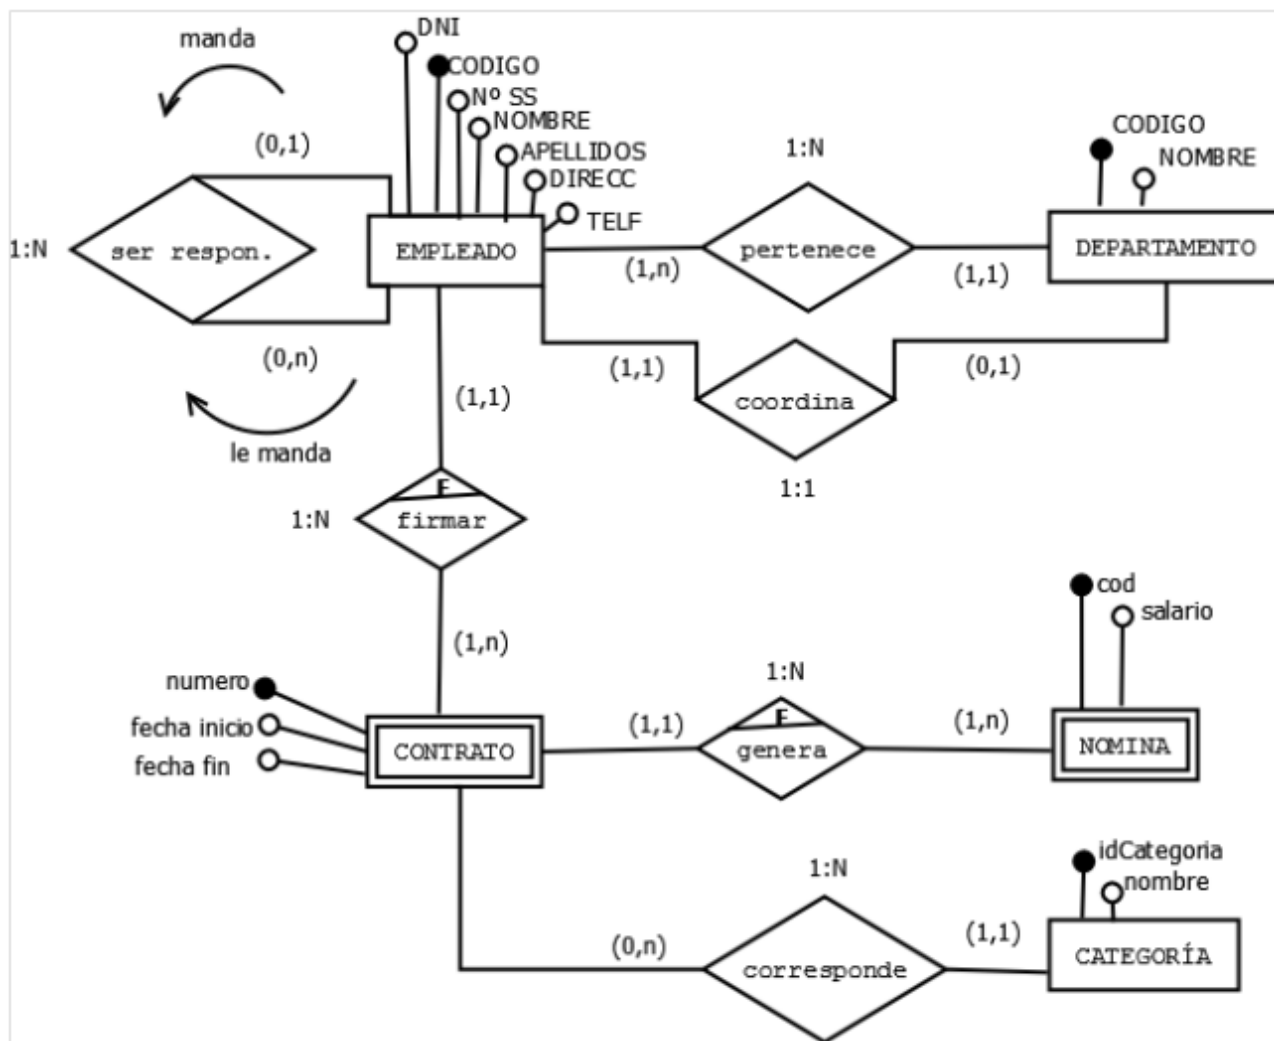 manda
DNI
CODIGO
Nº SS
NOMBRE
APELLIDOS
DIRECC
TELF
(0,1)
1:N
ser respon.
EMPLEADO
(0,n)
le manda
1:N
pertenece
(1,n)
(1,1)
CODIGO
NOMBRE
DEPARTAMENTO
(1,1)
coordina
(0,1)
1:1
(1,1)
E
firmar
1:N
(1,n)
numero
fecha inicio
fecha fin
CONTRATO
(1,1)
1:N
E
genera
(1,n)
cod
salario
NOMINA
1:N
(0,n)
corresponde
(1,1)
idCategoria
nombre
CATEGORÍA